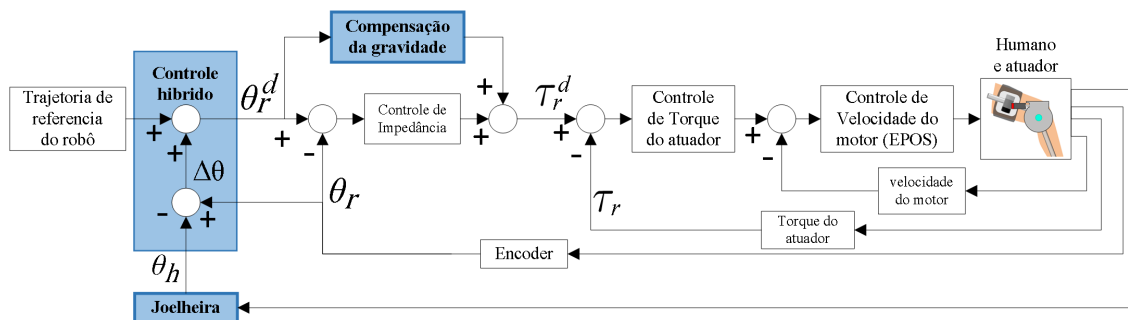 Compensação
da gravidade
Humano
e atuador
Controle
hibrido
θ_r^d
τ_r^d
Trajetoria de
referencia
do robô
Controle de
Impedância
Controle
de Torque
do atuador
Controle de
Velocidade do
motor (EPOS)
+
+
+
-
+
+
+
-
+
-
Δθ
-
+
θ_r
τ_r
velocidade
do motor
Torque do
atuador
Encoder
θ_h
Joelheira